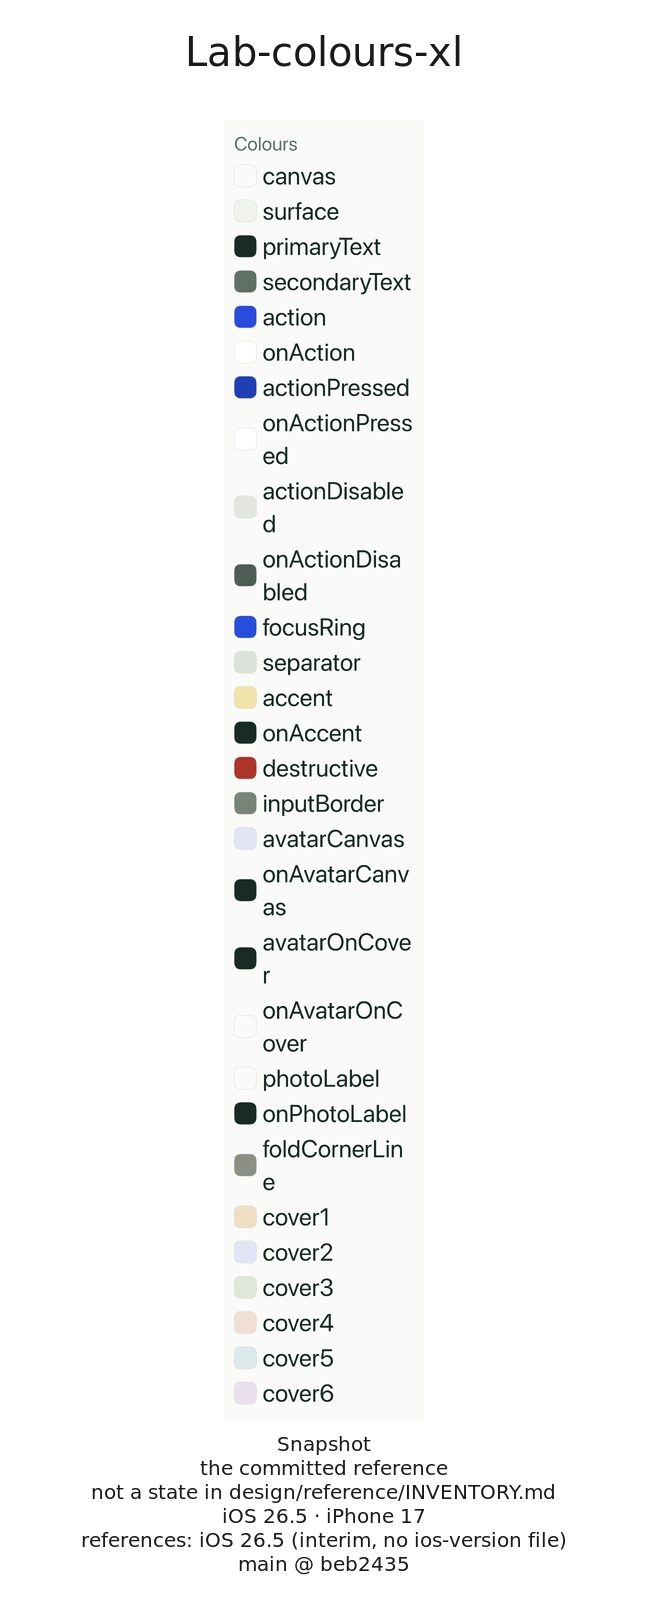 Lab-colours-xl
Colours
canvas
surface
primaryText
secondaryText
action
onAction
actionPressed
onActionPress
ed
actionDisable
d
onActionDisa
bled
focusRing
separator
accent
onAccent
destructive
inputBorder
avatarCanvas
onAvatarCanv
as
avatarOnCove
r
onAvatarOnC
over
photoLabel
onPhotoLabel
foldCornerLin
e
cover1
cover2
cover3
cover4
cover5
cover6
Snapshot
the committed reference
not a state in design/reference/INVENTORY.md
iOS 26.5 · iPhone 17
references: iOS 26.5 (interim, no ios-version file)
main @ beb2435